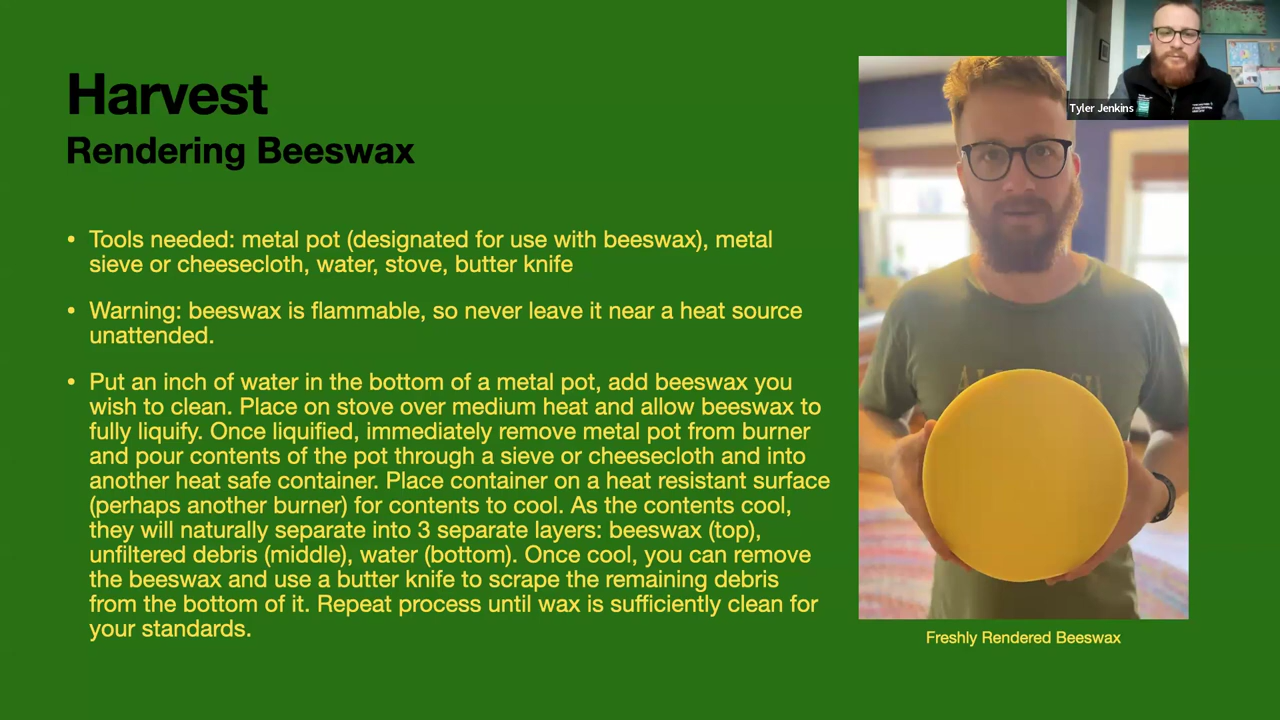 Harvest
Rendering Beeswax
• Tools needed: metal pot (designated for use with beeswax), metal
sieve or cheesecloth, water, stove, butter knife
• Warning: beeswax is flammable, so never leave it near a heat source
unattended.
• Put an inch of water in the bottom of a metal pot, add beeswax you
wish to clean. Place on stove over medium heat and allow beeswax to
fully liquify. Once liquified, immediately remove metal pot from burner
and pour contents of the pot through a sieve or cheesecloth and into
another heat safe container. Place container on a heat resistant surface
(perhaps another burner) for contents to cool. As the contents cool,
they will naturally separate into 3 separate layers: beeswax (top),
unfiltered debris (middle), water (bottom). Once cool, you can remove
the beeswax and use a butter knife to scrape the remaining debris
from the bottom of it. Repeat process until wax is sufficiently clean for
your standards.
Tyler Jenkins
Freshly Rendered Beeswax